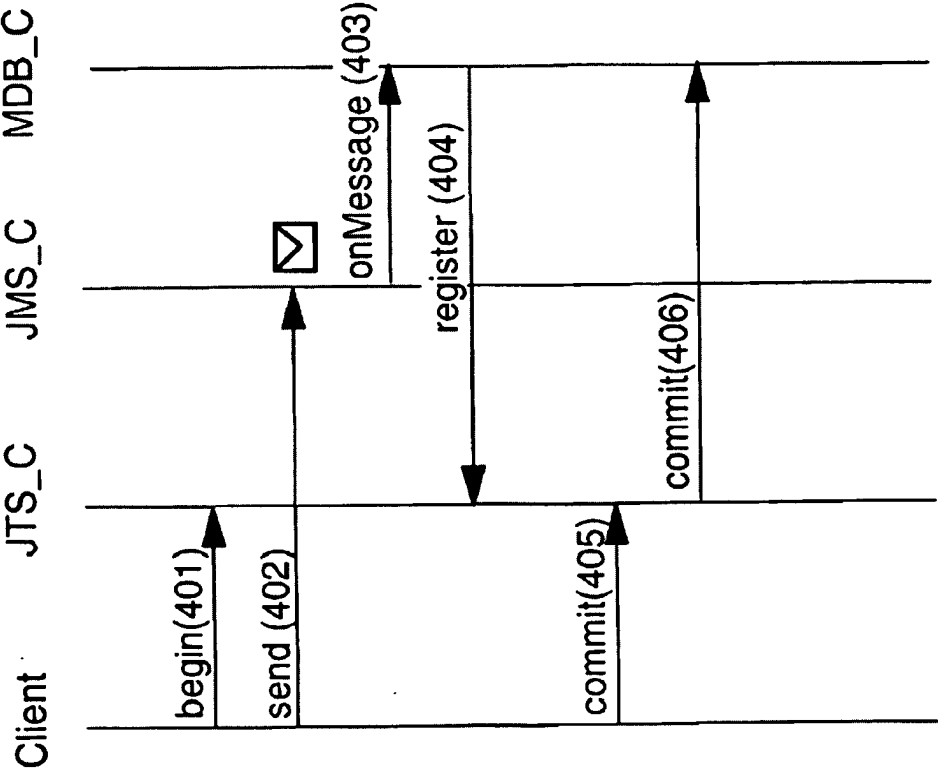 Client
JTS_C
JMS_C
MDB_C
begin(401)
send (402)
onMessage (403)
register (404)
commit(405)
commit(406)